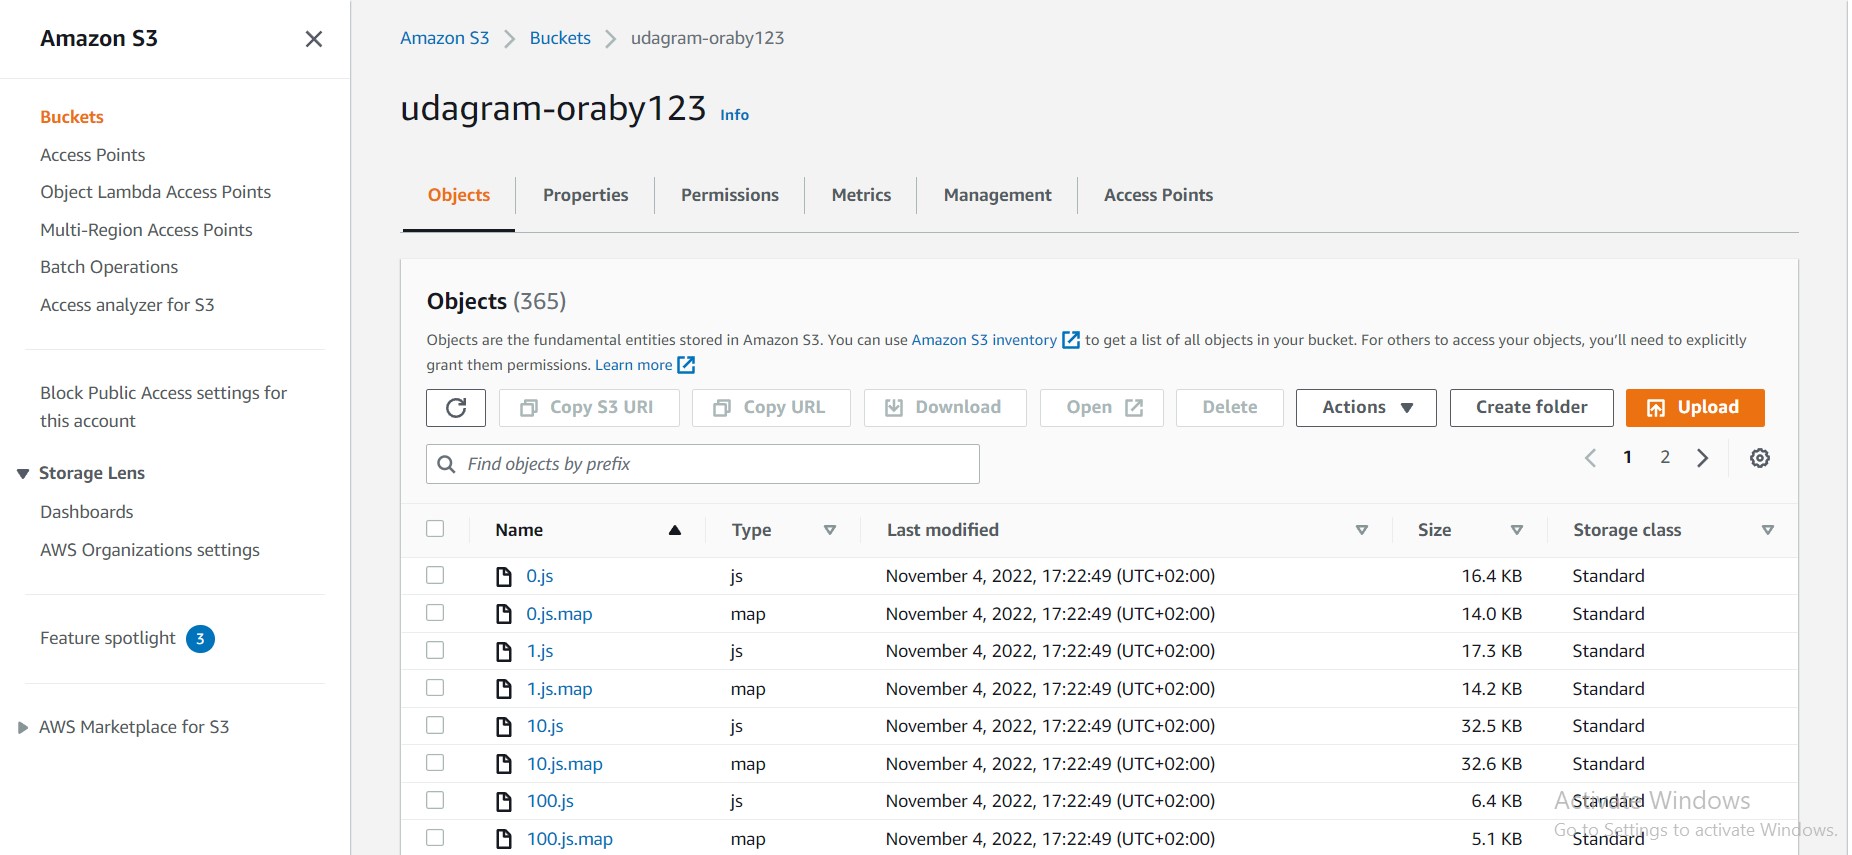 Amazon S3
Buckets
Access Points
Object Lambda Access Points
Multi-Region Access Points
Batch Operations
Access analyzer for S3
Block Public Access settings for
this account
Storage Lens
Dashboards
AWS Organizations settings
Feature spotlight 3
AWS Marketplace for S3
Amazon S3 Buckets udagram-oraby123
udagram-oraby123 Info
Objects Properties Permissions Metrics Management Access Points
Objects (365)
Objects are the fundamental entities stored in Amazon S3. You can use Amazon S3 inventory to get a list of all objects in your bucket. For others to access your objects, you'll need to explicitly
grant them permissions. Learn more
Copy S3 URI Copy URL Download Open Delete Actions Create folder Upload
Find objects by prefix 1 2
Name Type Last modified Size Storage class
0.js js November 4, 2022, 17:22:49 (UTC+02:00) 16.4 KB Standard
0.js.map map November 4, 2022, 17:22:49 (UTC+02:00) 14.0 KB Standard
1.js js November 4, 2022, 17:22:49 (UTC+02:00) 17.3 KB Standard
1.js.map map November 4, 2022, 17:22:49 (UTC+02:00) 14.2 KB Standard
10.js js November 4, 2022, 17:22:49 (UTC+02:00) 32.5 KB Standard
10.js.map map November 4, 2022, 17:22:49 (UTC+02:00) 32.6 KB Standard
100.js js November 4, 2022, 17:22:49 (UTC+02:00) 6.4 KB Standard
100.js.map map November 4, 2022, 17:22:49 (UTC+02:00) 5.1 KB Standard
Activate Windows
Go to Settings to activate Windows.